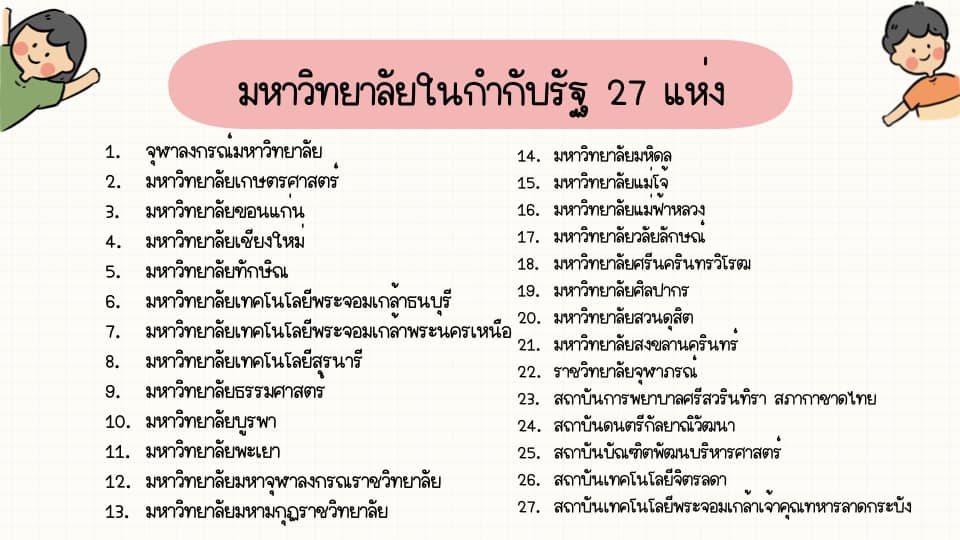 มหาวิทยาลัยในกำกับรัฐ 27 แห่ง
1. จุฬาลงกรณ์มหาวิทยาลัย
2. มหาวิทยาลัยเกษตรศาสตร์
3. มหาวิทยาลัยขอนแก่น
4. มหาวิทยาลัยเชียงใหม่
5. มหาวิทยาลัยทักษิณ
6. มหาวิทยาลัยเทคโนโลยีพระจอมเกล้าธนบุรี
7. มหาวิทยาลัยเทคโนโลยีพระจอมเกล้าพระนครเหนือ
8. มหาวิทยาลัยเทคโนโลยีสุรนารี
9. มหาวิทยาลัยธรรมศาสตร์
10. มหาวิทยาลัยบูรพา
11. มหาวิทยาลัยพะเยา
12. มหาวิทยาลัยมหาจุฬาลงกรณราชวิทยาลัย
13. มหาวิทยาลัยมหามกุฏราชวิทยาลัย
14. มหาวิทยาลัยมหิดล
15. มหาวิทยาลัยแม่โจ้
16. มหาวิทยาลัยแม่ฟ้าหลวง
17. มหาวิทยาลัยวลัยลักษณ์
18. มหาวิทยาลัยศรีนครินทรวิโรฒ
19. มหาวิทยาลัยศิลปากร
20. มหาวิทยาลัยสวนดุสิต
21. มหาวิทยาลัยสงขลานครินทร์
22. ราชวิทยาลัยจุฬาภรณ์
23. สถาบันการพยาบาลศรีสวรินทิรา สภากาชาดไทย
24. สถาบันดนตรีกัลยาณิวัฒนา
25. สถาบันบัณฑิตพัฒนบริหารศาสตร์
26. สถาบันเทคโนโลยีจิตรลดา
27. สถาบันเทคโนโลยีพระจอมเกล้าเจ้าคุณทหารลาดกระบัง